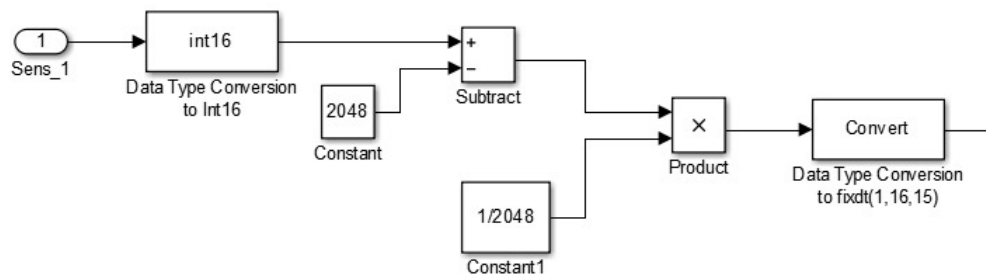 1
Sens_1
int16
Data Type Conversion
to Int16
2048
Constant
+
−
Subtract
1/2048
Constant1
×
Product
Convert
Data Type Conversion
to fixdt(1,16,15)